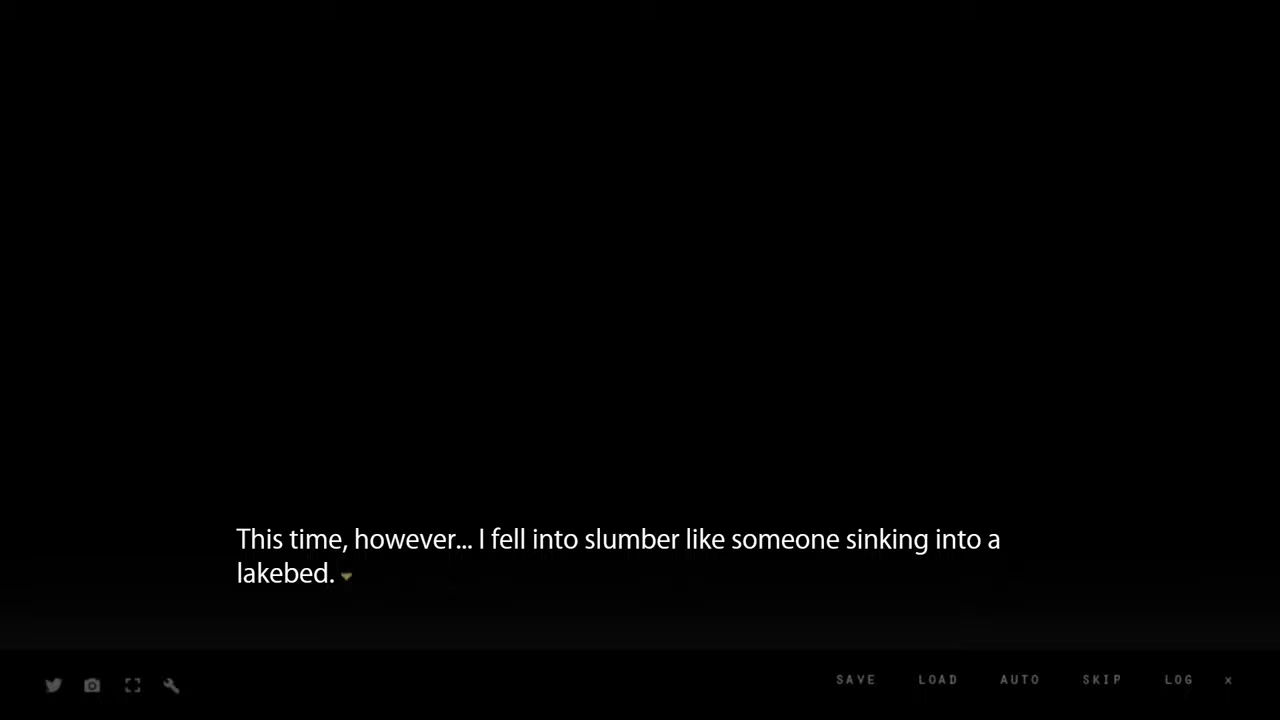 This time, however... I fell into slumber like someone sinking into a
lakebed.
SAVE LOAD AUTO SKIP LOG ×